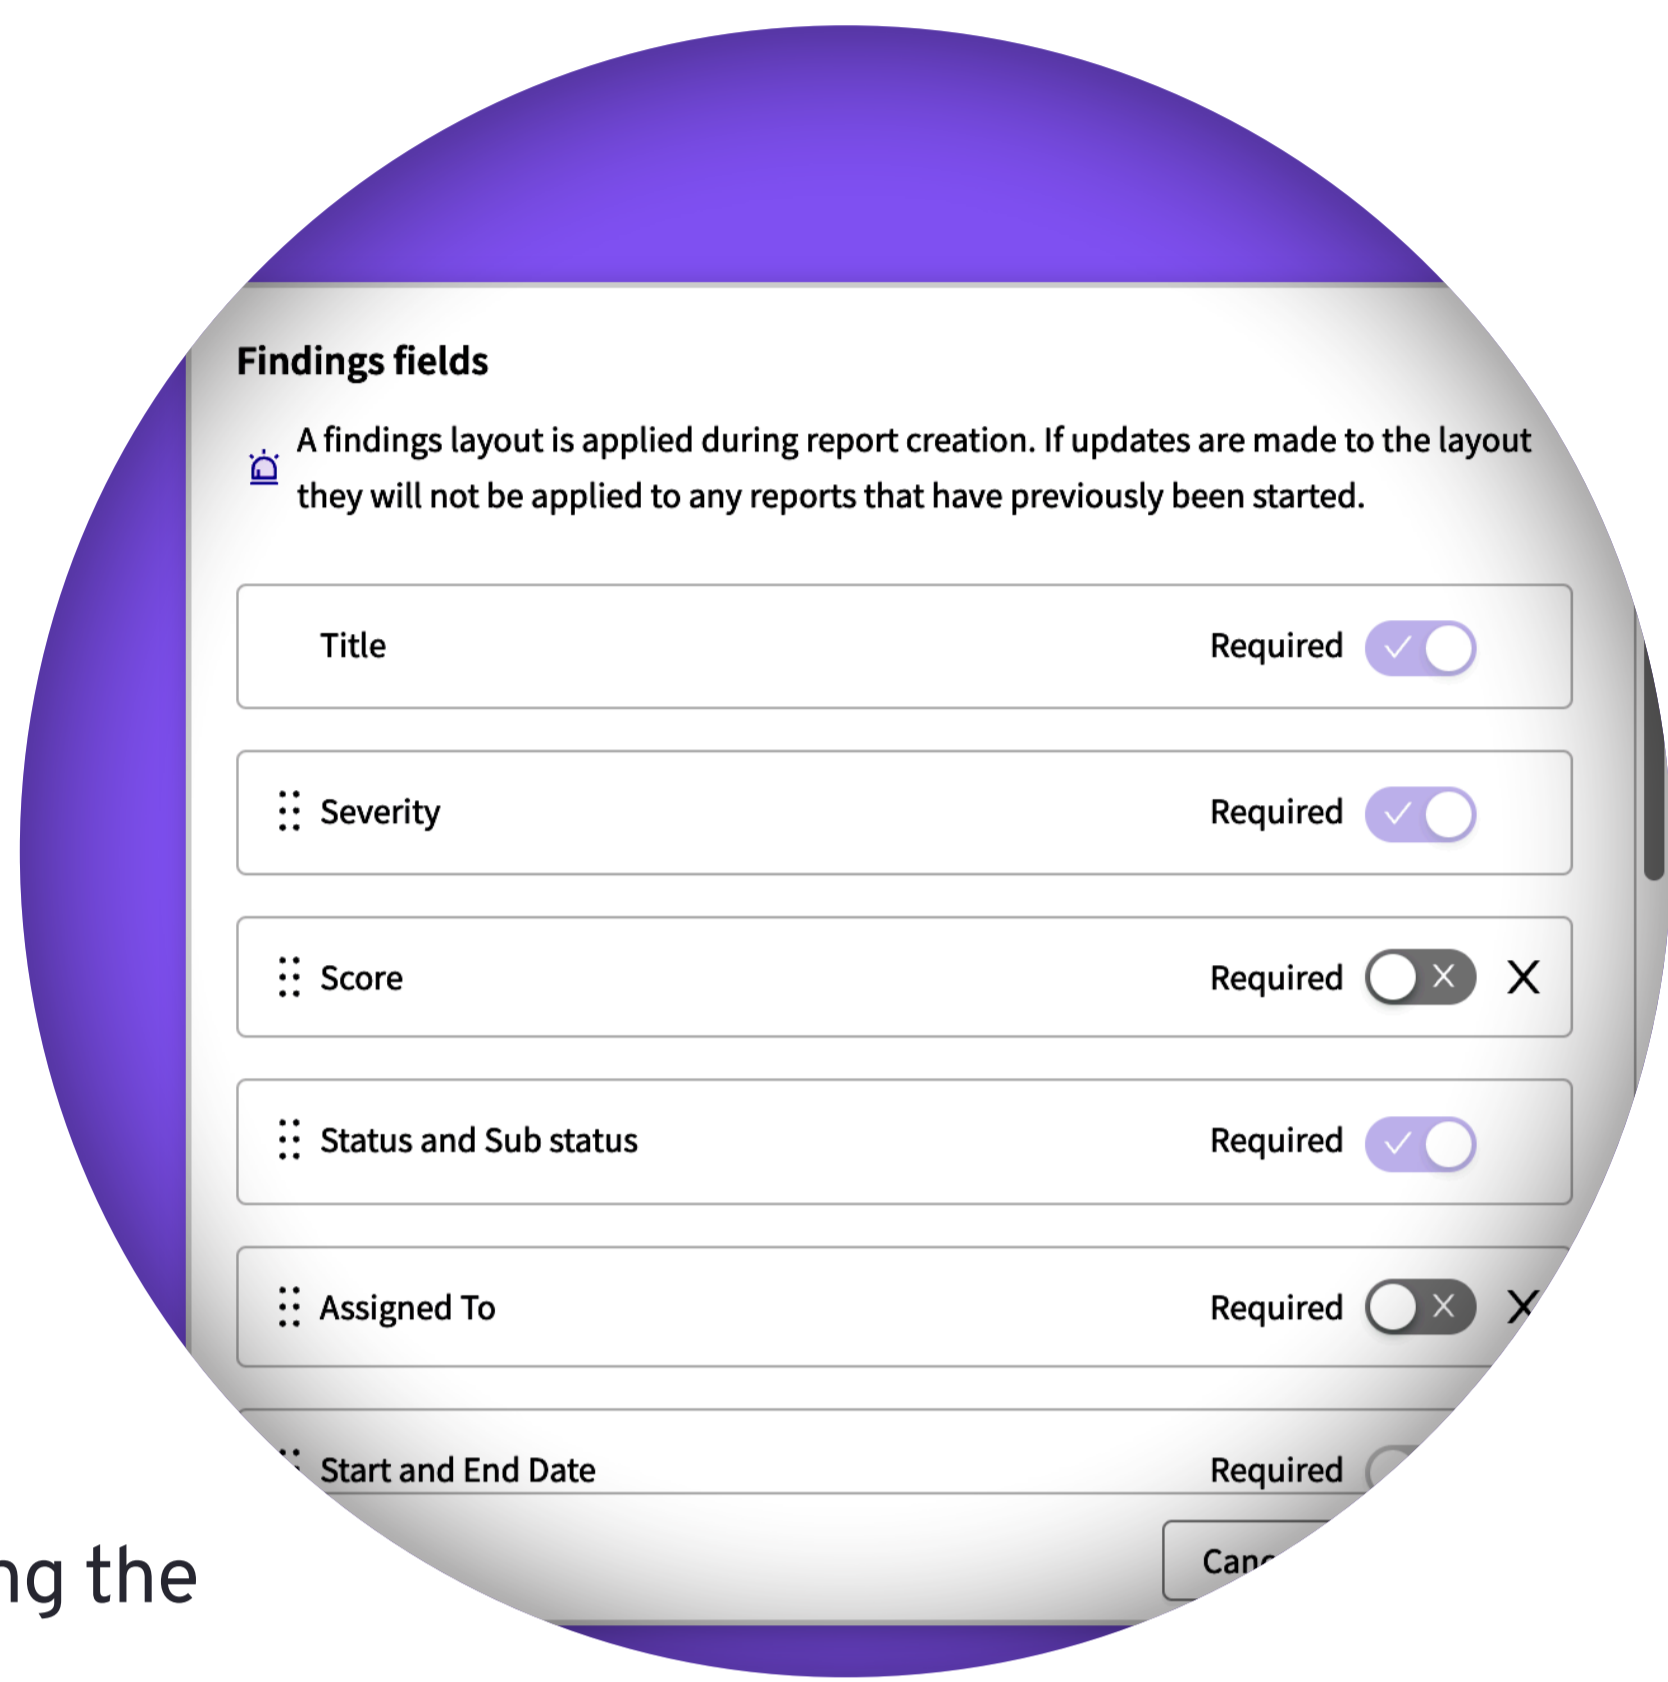 Findings fields
A findings layout is applied during report creation. If updates are made to the layout
they will not be applied to any reports that have previously been started.
Title Required
Severity Required
Score Required
Status and Sub status Required
Assigned To Required
Start and End Date Required
the